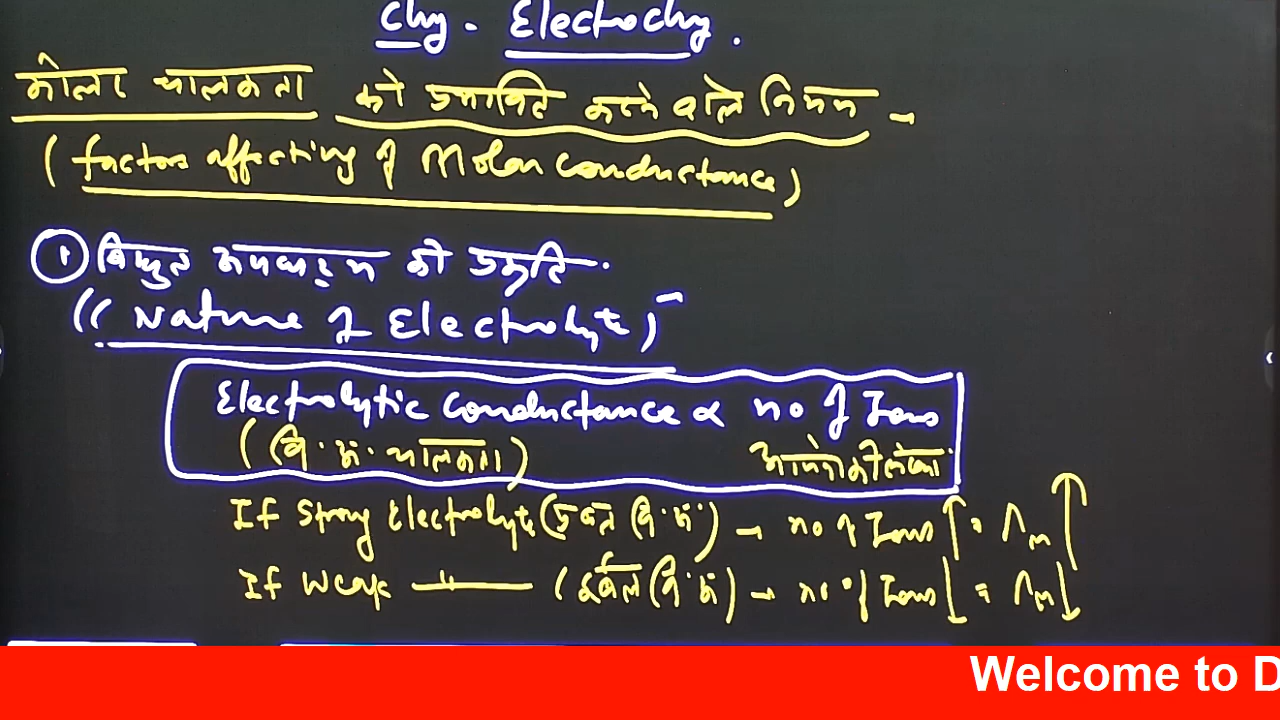 Chy. Electrochy.
मोलर चालकता को प्रभावित करने वाले नियम -
(factors affecting of Molar Conductance)
① विद्युत अपघट्य की प्रकृति.
(( Nature of Electrolyte) -
Electrolytic Conductance ∝ no of Ions
(वि. अ. चालकता) आयनो की संख्या
If Strong Electrolyte (प्रबल वि. अ.) → no of Ions ↑ = Λm ↑
If Weak —〃— (दुर्बल वि. अ.) → no of Ions ↓ = Λm ↓
Welcome to D